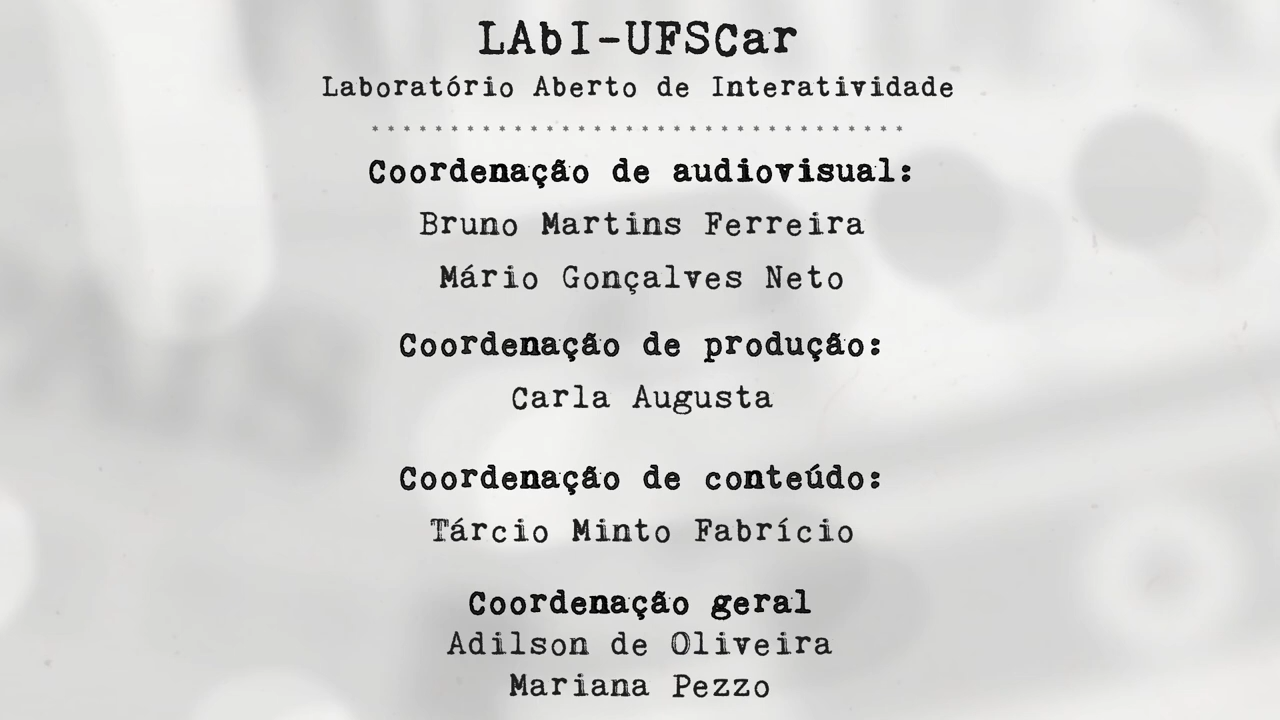 LAbI-UFSCar
Laboratório Aberto de Interatividade
Coordenação de audiovisual:
Bruno Martins Ferreira
Mário Gonçalves Neto
Coordenação de produção:
Carla Augusta
Coordenação de conteúdo:
Tárcio Minto Fabrício
Coordenação geral
Adilson de Oliveira
Mariana Pezzo